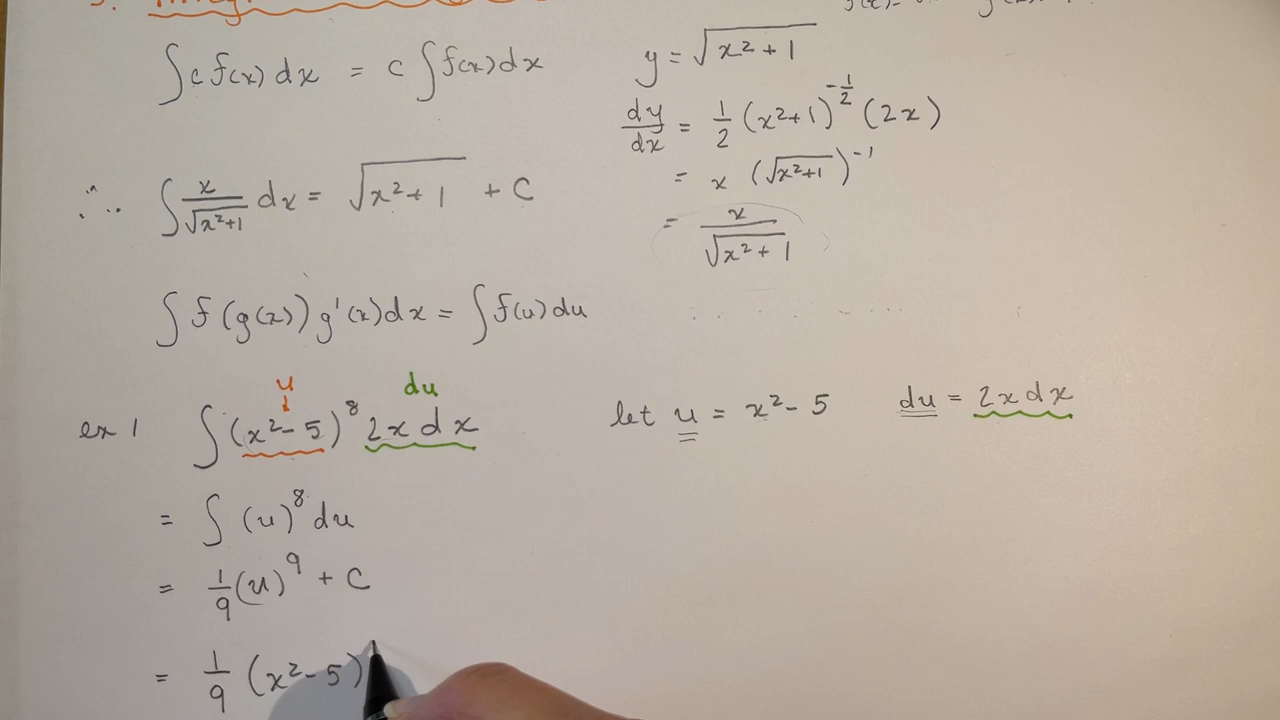 ∫ c f(x) dx = c ∫ f(x) dx
∴ ∫ x/√(x²+1) dx = √(x²+1) + C
y = √(x²+1)
dy/dx = 1/2 (x²+1)^(-1/2) (2x)
= x (√(x²+1))^(-1)
= x/√(x²+1)
∫ f(g(x)) g'(x) dx = ∫ f(u) du
u du
ex 1 ∫ (x²-5)⁸ 2x dx
let u = x² - 5 du = 2x dx
= ∫ (u)⁸ du
= 1/9 (u)⁹ + C
= 1/9 (x²-5)